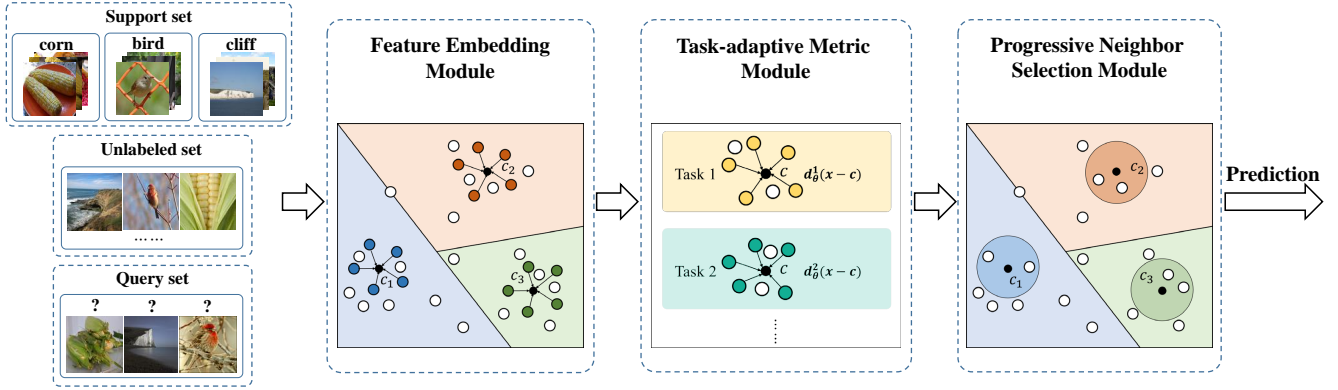 Support set
corn
bird
cliff
Unlabeled set
……
Query set
?
?
?
Feature Embedding
Module
C₂
C₁
C₃
Task-adaptive Metric
Module
Task 1
C
d¹θ(x − c)
Task 2
C
d²θ(x − c)
Progressive Neighbor
Selection Module
C₂
C₁
C₃
Prediction